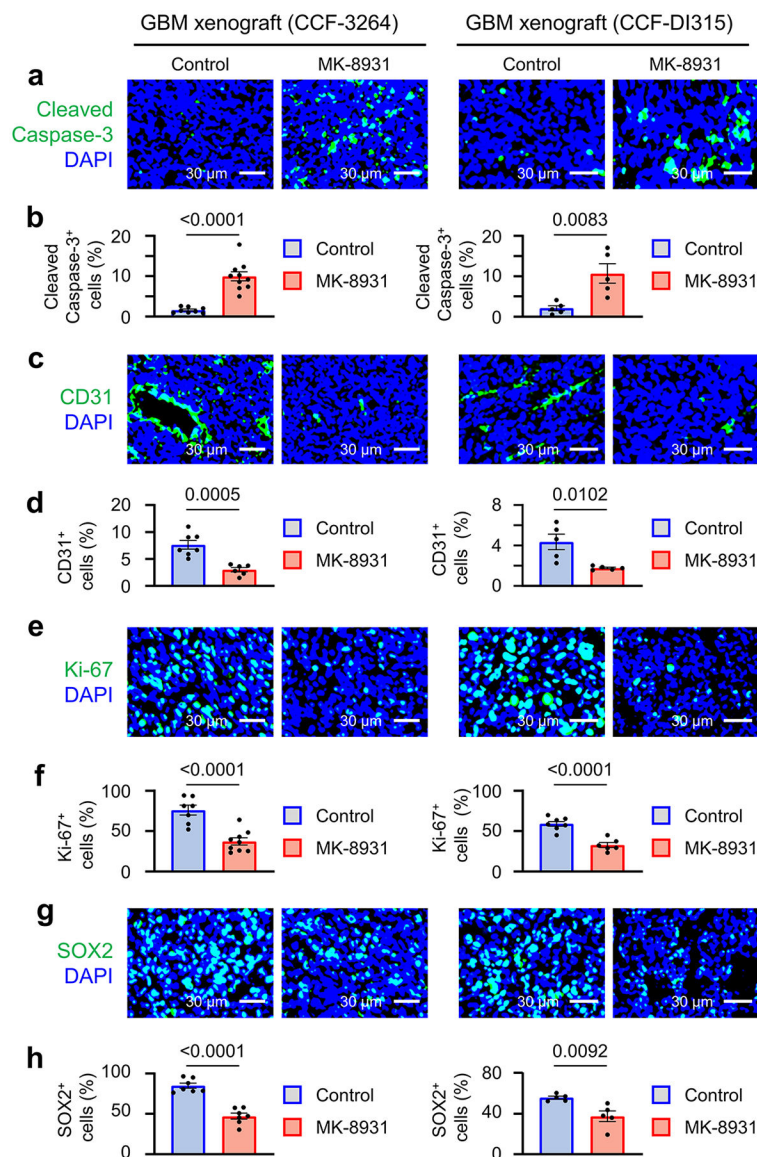 GBM xenograft (CCF-3264) GBM xenograft (CCF-DI315)
Control MK-8931 Control MK-8931
a
Cleaved
Caspase-3
DAPI
30 µm 30 µm 30 µm 30 µm
b
<0.0001 0.0083
Cleaved
Caspase-3⁺
cells (%)
20
10
0
Control
MK-8931
Cleaved
Caspase-3⁺
cells (%)
20
10
0
Control
MK-8931
c
CD31
DAPI
30 µm 30 µm 30 µm 30 µm
d
0.0005 0.0102
CD31⁺
cells (%)
20
10
5
0
Control
MK-8931
CD31⁺
cells (%)
8
6
4
2
0
Control
MK-8931
e
Ki-67
DAPI
30 µm 30 µm 30 µm 30 µm
f
<0.0001 <0.0001
Ki-67⁺
cells (%)
100
50
0
Control
MK-8931
Ki-67⁺
cells (%)
100
50
0
Control
MK-8931
g
SOX2
DAPI
30 µm 30 µm 30 µm 30 µm
h
<0.0001 0.0092
SOX2⁺
cells (%)
100
50
0
Control
MK-8931
SOX2⁺
cells (%)
80
40
0
Control
MK-8931